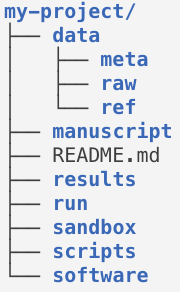 my-project/
├── data
│   ├── meta
│   ├── raw
│   └── ref
├── manuscript
├── README.md
├── results
├── run
├── sandbox
├── scripts
└── software